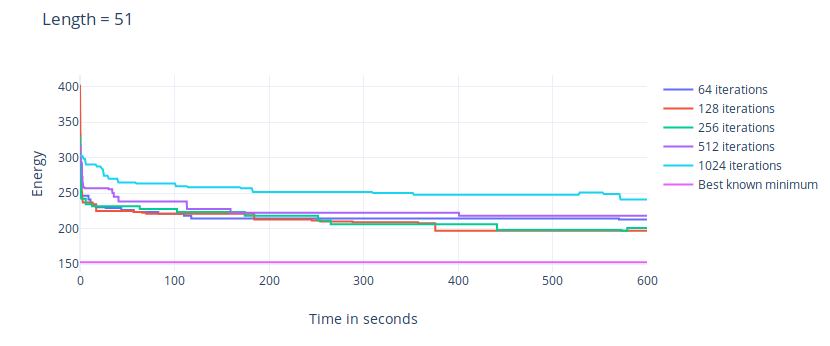 Length = 51
Energy
400
350
300
250
200
150
0 100 200 300 400 500 600
Time in seconds
64 iterations
128 iterations
256 iterations
512 iterations
1024 iterations
Best known minimum